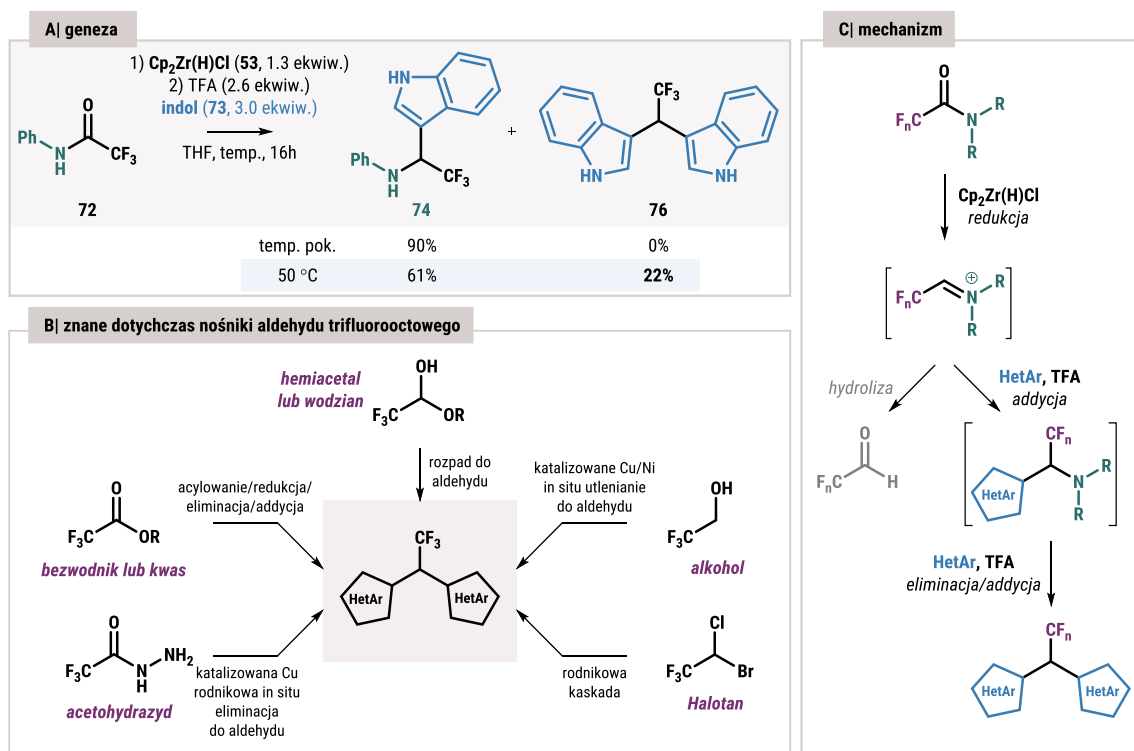 A| geneza
1) Cp2Zr(H)Cl (53, 1.3 ekwiw.)
2) TFA (2.6 ekwiw.)
indol (73, 3.0 ekwiw.)
THF, temp., 16h
Ph
N
H
O
CF3
72
HN
Ph
N
H
CF3
74
+
CF3
HN
NH
76
temp. pok.
90%
0%
50 °C
61%
22%
B| znane dotychczas nośniki aldehydu trifluorooctowego
hemiacetal
lub wodzian
OH
F3C
OR
rozpad do
aldehydu
O
F3C
OR
bezwodnik lub kwas
acylowanie/redukcja/
eliminacja/addycja
katalizowane Cu/Ni
in situ utlenianie
do aldehydu
OH
F3C
alkohol
CF3
HetAr
HetAr
O
F3C
N
H
NH2
acetohydrazyd
katalizowana Cu
rodnikowa in situ
eliminacja
do aldehydu
rodnikowa
kaskada
Cl
F3C
Br
Halotan
C| mechanizm
O
FnC
N
R
R
Cp2Zr(H)Cl
redukcja
FnC
⊕
N
R
R
hydroliza
HetAr, TFA
addycja
O
FnC
H
CFn
HetAr
N
R
R
HetAr, TFA
eliminacja/addycja
CFn
HetAr
HetAr